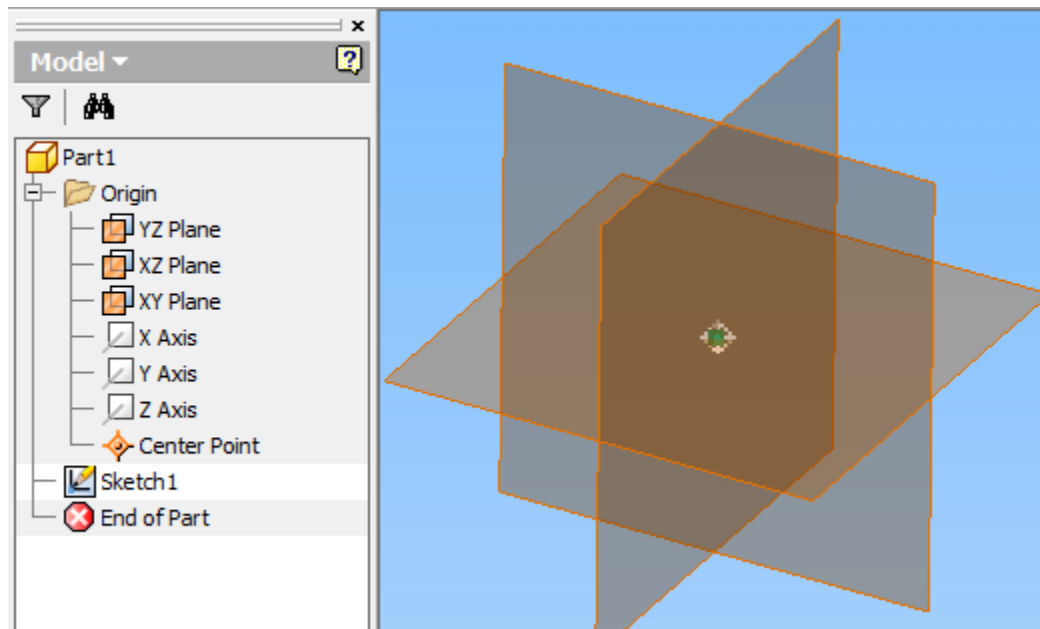 Model
Part1
Origin
YZ Plane
XZ Plane
XY Plane
X Axis
Y Axis
Z Axis
Center Point
Sketch1
End of Part